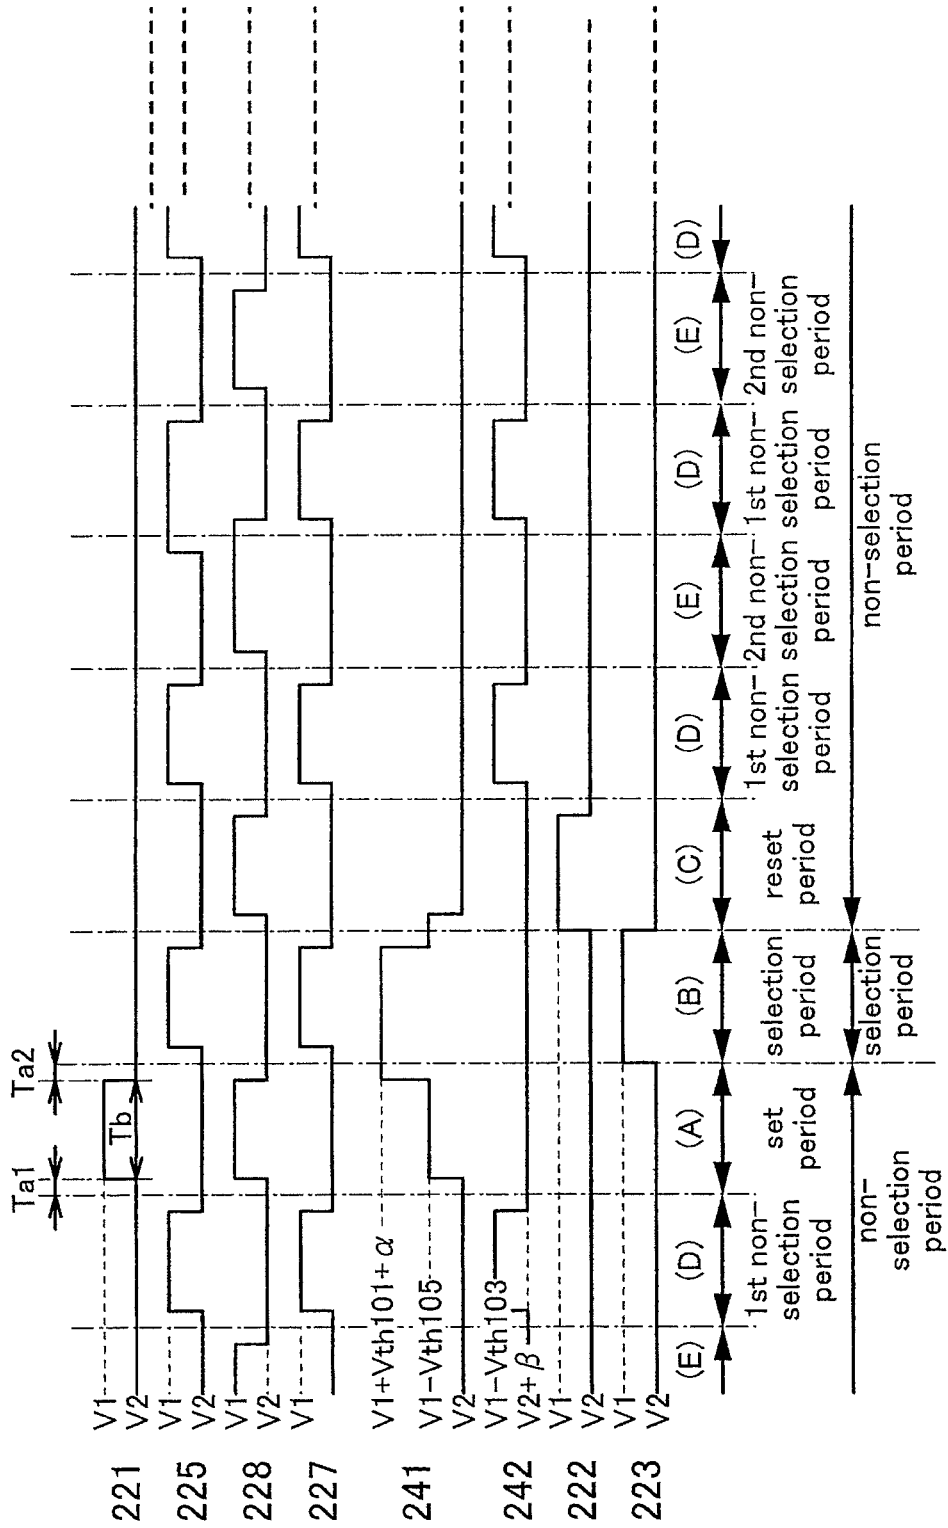 Ta1
Ta2
Tb
221
V1
V2
225
V1
V2
228
V1
V2
227
V1
241
V1+Vth101+α
V1-Vth105
V2
242
V1-Vth103
V2+β
222
V1
V2
223
V1
V2
(E)
(D)
(A)
(B)
(C)
(D)
(E)
(D)
(E)
(D)
1st non-
selection
period
set
period
selection
period
reset
period
1st non-
selection
period
2nd non-
selection
period
1st non-
selection
period
2nd non-
selection
period
non-
selection
period
selection
period
non-selection
period